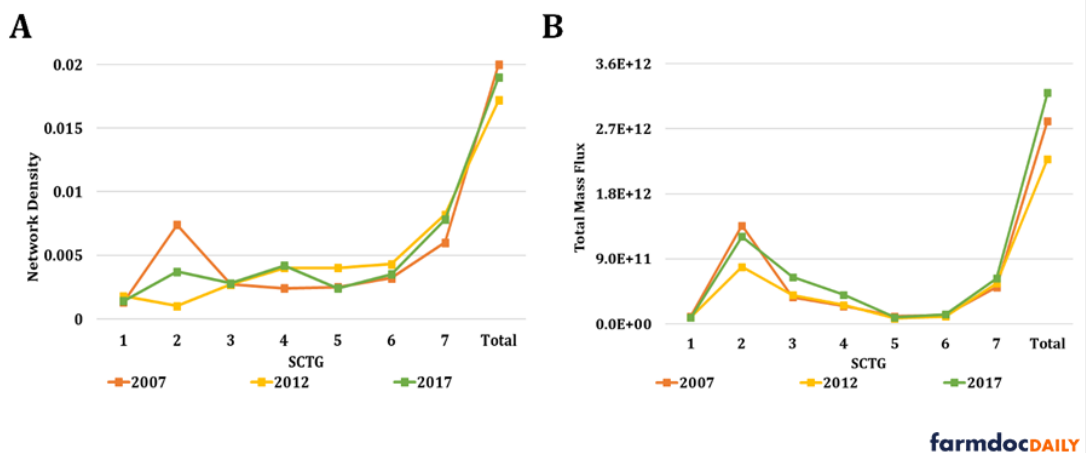 A
0.02
0.015
0.01
0.005
0
Network Density
1 2 3 4 5 6 7 Total
SCTG
2007 2012 2017
B
3.6E+12
2.7E+12
1.8E+12
9.0E+11
0.0E+00
Total Mass Flux
1 2 3 4 5 6 7 Total
SCTG
2007 2012 2017
farmdocDAILY